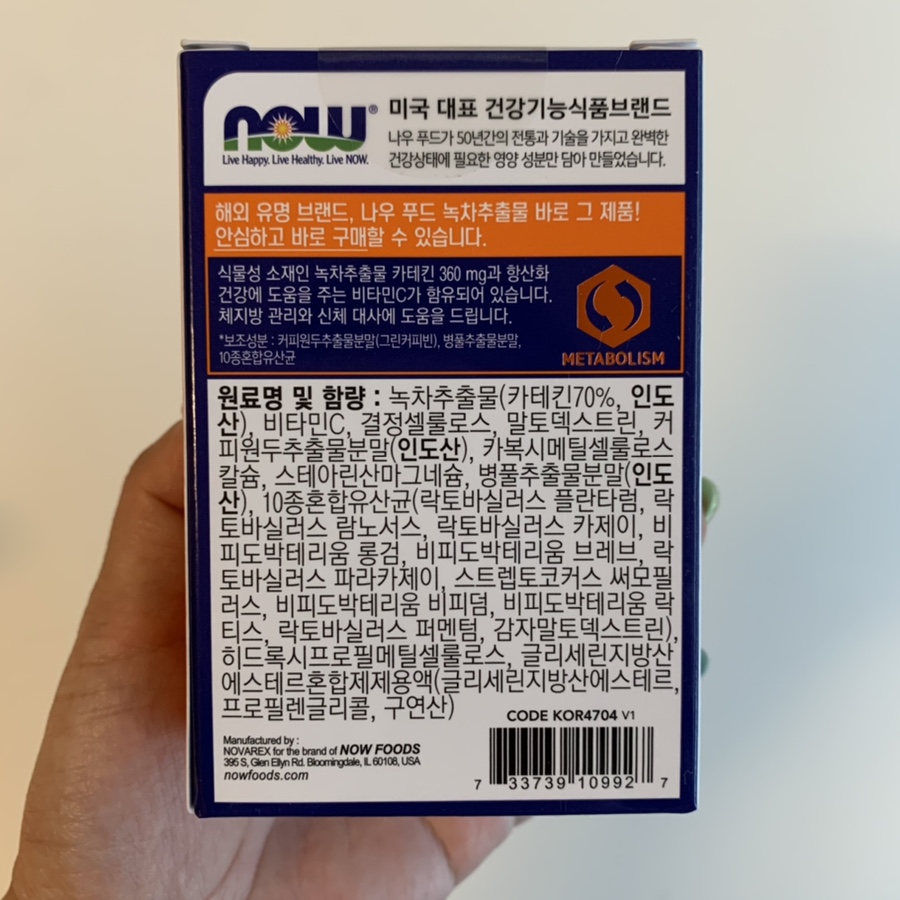 now®
Live Happy. Live Healthy. Live NOW.
미국 대표 건강기능식품브랜드
나우 푸드가 50년간의 전통과 기술을 가지고 완벽한
건강상태에 필요한 영양 성분만 담아 만들었습니다.
해외 유명 브랜드, 나우 푸드 녹차추출물 바로 그 제품!
안심하고 바로 구매할 수 있습니다.
식물성 소재인 녹차추출물 카테킨 360 mg과 항산화
건강에 도움을 주는 비타민C가 함유되어 있습니다.
체지방 관리와 신체 대사에 도움을 드립니다.
*보조성분 : 커피원두추출물분말(그린커피빈), 병풀추출물분말,
10종혼합유산균
METABOLISM
원료명 및 함량 : 녹차추출물(카테킨70%, 인도
산), 비타민C, 결정셀룰로스, 말토덱스트린, 커
피원두추출물분말(인도산), 카복시메틸셀룰로스
칼슘, 스테아린산마그네슘, 병풀추출물분말(인도
산), 10종혼합유산균(락토바실러스 플란타럼, 락
토바실러스 람노서스, 락토바실러스 카제이, 비
피도박테리움 롱검, 비피도박테리움 브레브, 락
토바실러스 파라카제이, 스트렙토코커스 써모필
러스, 비피도박테리움 비피덤, 비피도박테리움 락
티스, 락토바실러스 퍼멘텀, 감자말토덱스트린),
히드록시프로필메틸셀룰로스, 글리세린지방산
에스테르혼합제제용액(글리세린지방산에스테르,
프로필렌글리콜, 구연산)
CODE KOR4704 V1
Manufactured by :
NOVAREX for the brand of NOW FOODS
395 S, Glen Ellyn Rd. Bloomingdale, IL 60108, USA
nowfoods.com
7 33739 10992 7